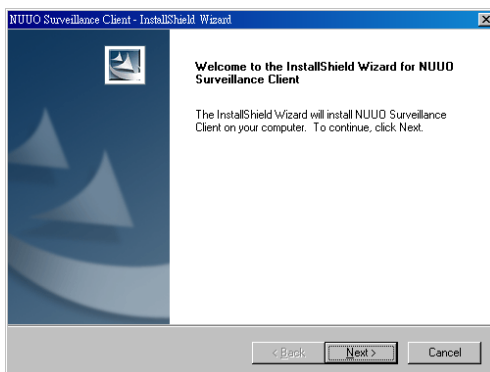 NUUO Surveillance Client - InstallShield Wizard
Welcome to the InstallShield Wizard for NUUO
Surveillance Client
The InstallShield Wizard will install NUUO Surveillance
Client on your computer. To continue, click Next.
< Back
Next >
Cancel